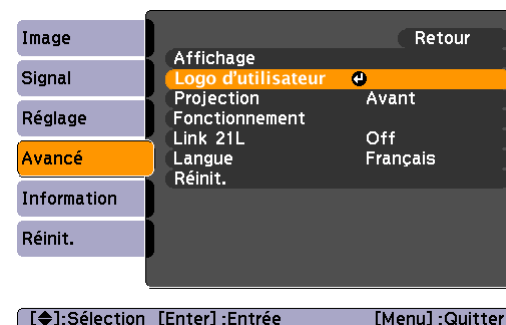 Image
Signal
Réglage
Avancé
Information
Réinit.
Retour
Affichage
Logo d'utilisateur
Projection Avant
Fonctionnement
Link 21L Off
Langue Français
Réinit.
[◆]:Sélection [Enter]:Entrée [Menu]:Quitter